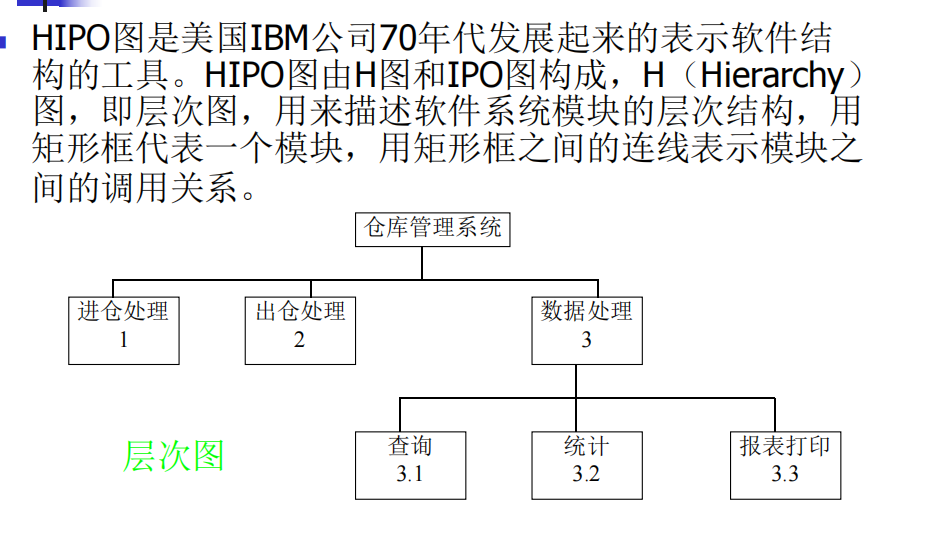 HIPO图是美国IBM公司70年代发展起来的表示软件结
构的工具。HIPO图由H图和IPO图构成，H（Hierarchy）
图，即层次图，用来描述软件系统模块的层次结构，用
矩形框代表一个模块，用矩形框之间的连线表示模块之
间的调用关系。
仓库管理系统
进仓处理
1
出仓处理
2
数据处理
3
层次图
查询
3.1
统计
3.2
报表打印
3.3